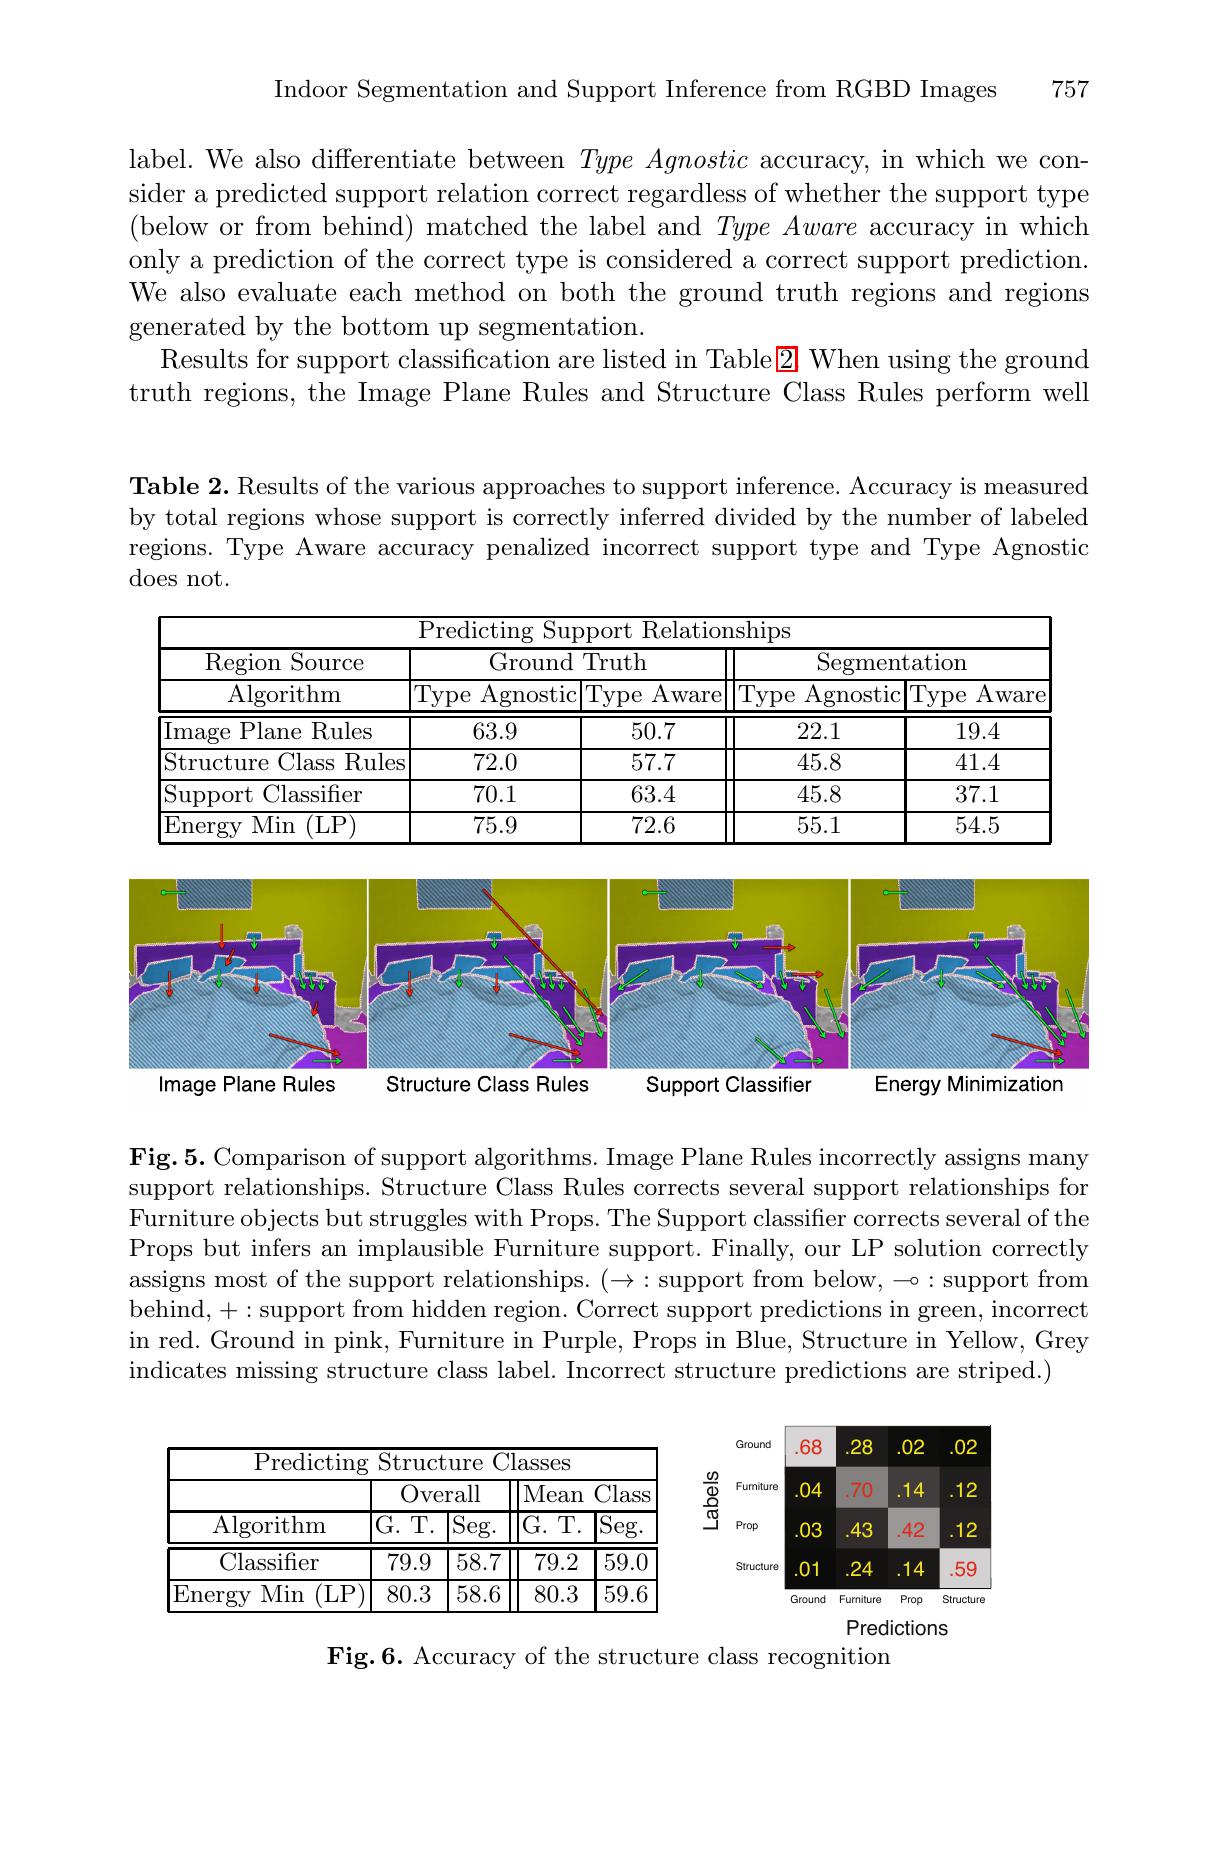 Indoor Segmentation and Support Inference from RGBD Images 757
label. We also differentiate between Type Agnostic accuracy, in which we con-
sider a predicted support relation correct regardless of whether the support type
(below or from behind) matched the label and Type Aware accuracy in which
only a prediction of the correct type is considered a correct support prediction.
We also evaluate each method on both the ground truth regions and regions
generated by the bottom up segmentation.
Results for support classification are listed in Table 2. When using the ground
truth regions, the Image Plane Rules and Structure Class Rules perform well
Table 2. Results of the various approaches to support inference. Accuracy is measured
by total regions whose support is correctly inferred divided by the number of labeled
regions. Type Aware accuracy penalized incorrect support type and Type Agnostic
does not.
Predicting Support Relationships
Region Source Ground Truth Segmentation
Algorithm Type Agnostic Type Aware Type Agnostic Type Aware
Image Plane Rules 63.9 50.7 22.1 19.4
Structure Class Rules 72.0 57.7 45.8 41.4
Support Classifier 70.1 63.4 45.8 37.1
Energy Min (LP) 75.9 72.6 55.1 54.5
Image Plane Rules Structure Class Rules Support Classifier Energy Minimization
Fig. 5. Comparison of support algorithms. Image Plane Rules incorrectly assigns many
support relationships. Structure Class Rules corrects several support relationships for
Furniture objects but struggles with Props. The Support classifier corrects several of the
Props but infers an implausible Furniture support. Finally, our LP solution correctly
assigns most of the support relationships. (→ : support from below, ⊸ : support from
behind, + : support from hidden region. Correct support predictions in green, incorrect
in red. Ground in pink, Furniture in Purple, Props in Blue, Structure in Yellow, Grey
indicates missing structure class label. Incorrect structure predictions are striped.)
Predicting Structure Classes
Overall Mean Class
Algorithm G. T. Seg. G. T. Seg.
Classifier 79.9 58.7 79.2 59.0
Energy Min (LP) 80.3 58.6 80.3 59.6
Labels
Ground .68 .28 .02 .02
Furniture .04 .70 .14 .12
Prop .03 .43 .42 .12
Structure .01 .24 .14 .59
Ground Furniture Prop Structure
Predictions
Fig. 6. Accuracy of the structure class recognition